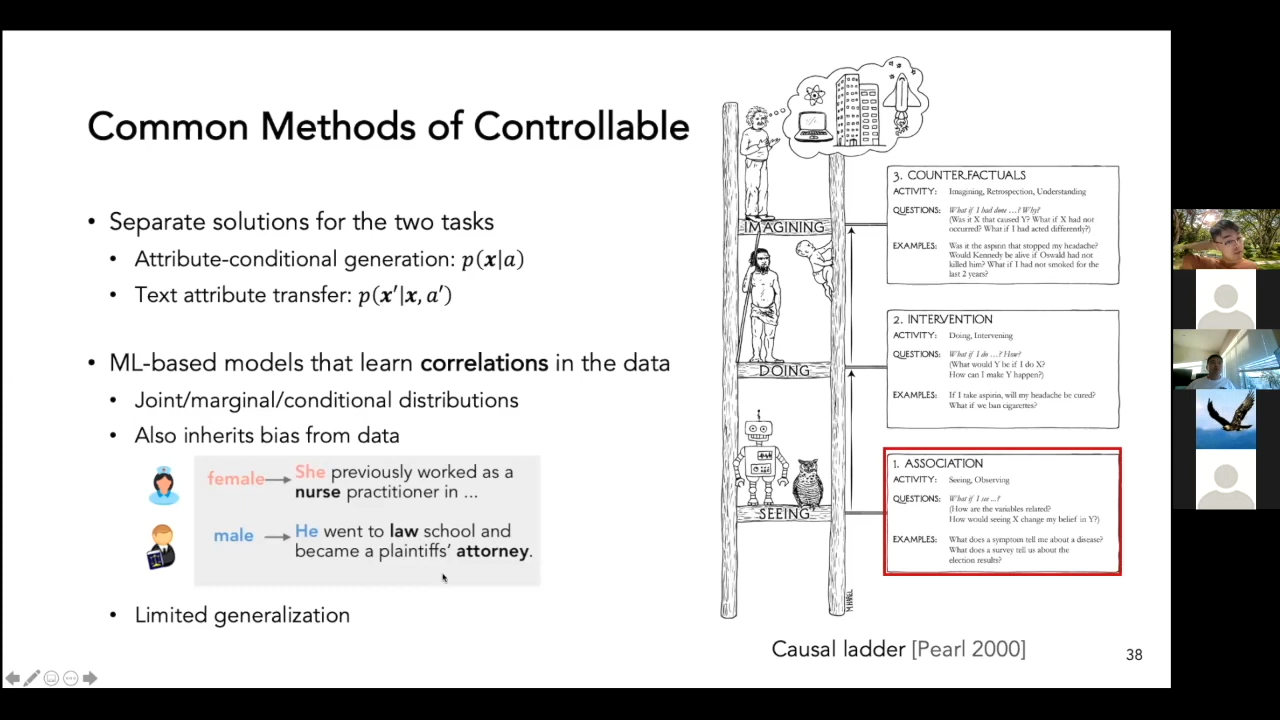 Common Methods of Controllable
• Separate solutions for the two tasks
• Attribute-conditional generation: p(x|a)
• Text attribute transfer: p(x′|x, a′)
• ML-based models that learn correlations in the data
• Joint/marginal/conditional distributions
• Also inherits bias from data
female
She previously worked as a
nurse practitioner in ...
male
He went to law school and
became a plaintiffs’ attorney.
• Limited generalization
IMAGINING
DOING
SEEING
M.HAREL
3. COUNTERFACTUALS
ACTIVITY: Imagining, Retrospection, Understanding
QUESTIONS: What if I had done ...? Why?
(Was it X that caused Y? What if X had not
occurred? What if I had acted differently?)
EXAMPLES: Was it the aspirin that stopped my headache?
Would Kennedy be alive if Oswald had not
killed him? What if I had not smoked for the
last 2 years?
2. INTERVENTION
ACTIVITY: Doing, Intervening
QUESTIONS: What if I do ...? How?
(What would Y be if I do X?
How can I make Y happen?)
EXAMPLES: If I take aspirin, will my headache be cured?
What if we ban cigarettes?
1. ASSOCIATION
ACTIVITY: Seeing, Observing
QUESTIONS: What if I see ...?
(How are the variables related?
How would seeing X change my belief in Y?)
EXAMPLES: What does a symptom tell me about a disease?
What does a survey tell us about the
election results?
Causal ladder [Pearl 2000]
38